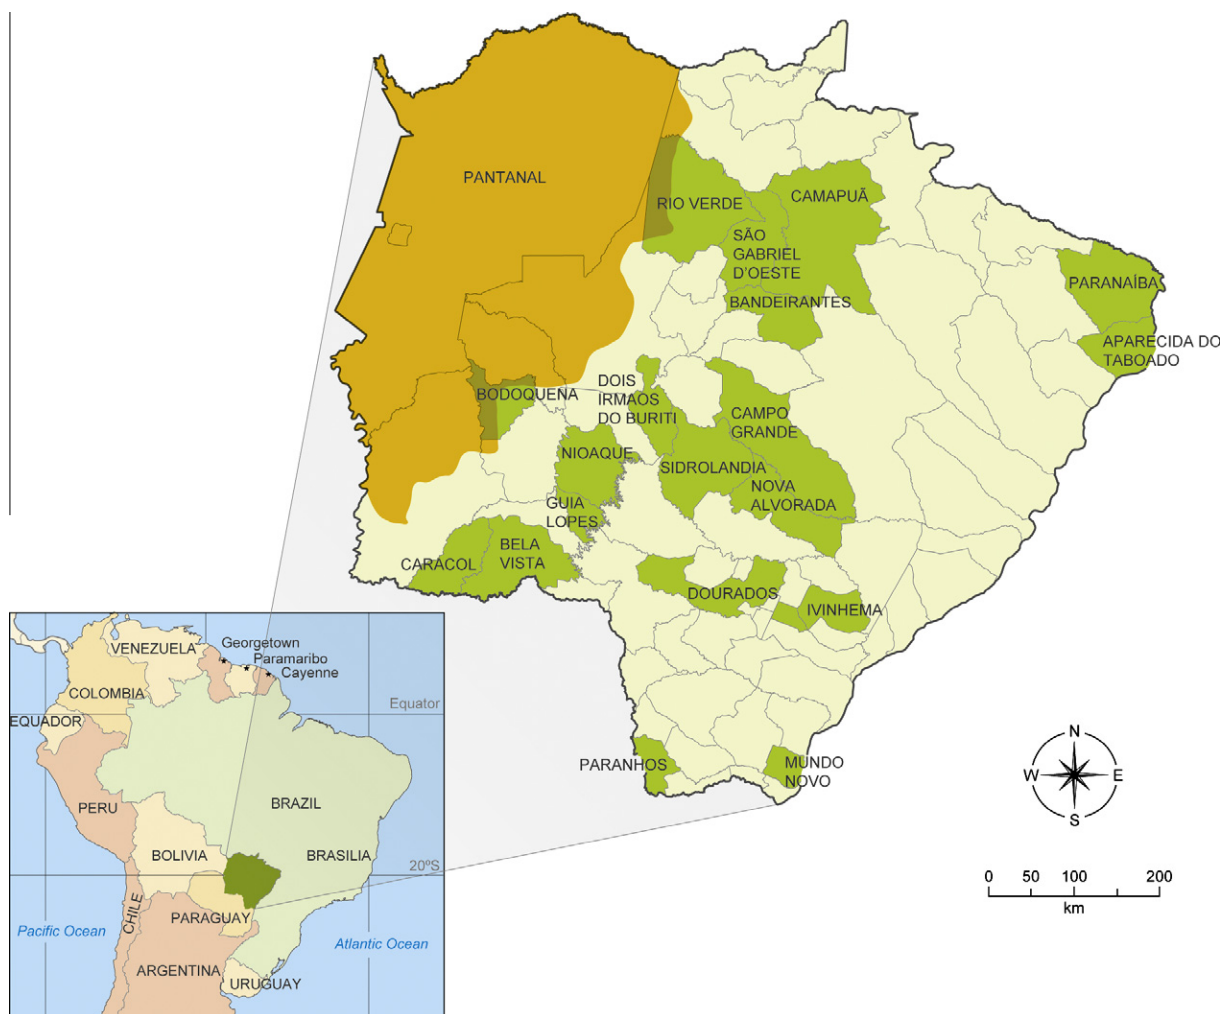 PANTANAL
RIO VERDE
CAMAPUÃ
SÃO
GABRIEL
D'OESTE
BANDEIRANTES
PARANAÍBA
APARECIDA DO
TABOADO
BODOQUENA
DOIS
IRMAOS
DO BURITI
CAMPO
GRANDE
NIOAQUE
SIDROLANDIA
NOVA
ALVORADA
GUIA
LOPES
BELA
VISTA
CARACOL
DOURADOS
IVINHEMA
PARANHOS
MUNDO
NOVO
N
W
E
S
0 50 100 200
km
Georgetown
VENEZUELA
Paramaribo
Cayenne
COLOMBIA
Equator
EQUADOR
PERU
BRAZIL
BOLIVIA
BRASILIA
20ºS
CHILE
PARAGUAY
Pacific Ocean
Atlantic Ocean
ARGENTINA
URUGUAY